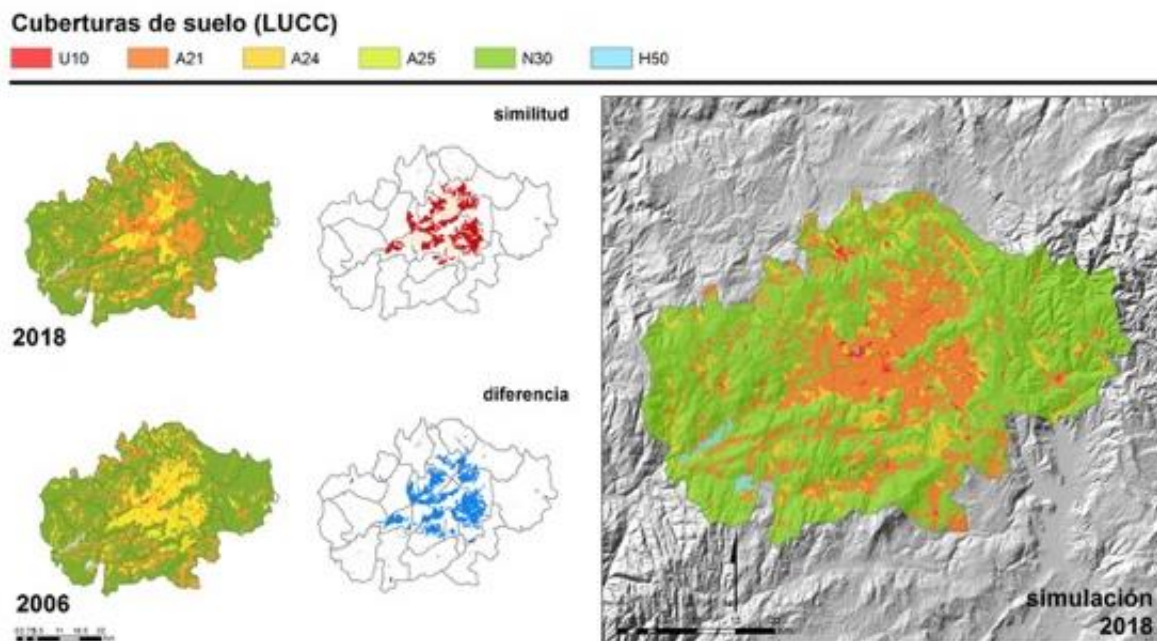 Cuberturas de suelo (LUCC)
U10 A21 A24 A25 N30 H50
similitud
2018
diferencia
2006
simulación
2018